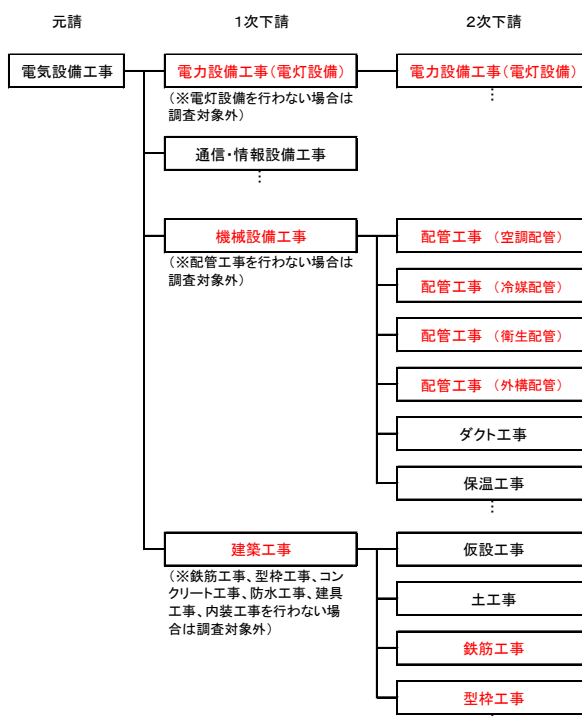 元請
1次下請
2次下請
電気設備工事
電力設備工事(電灯設備)
電力設備工事(電灯設備)
(※電灯設備を行わない場合は
調査対象外)
⋮
通信・情報設備工事
⋮
機械設備工事
配管工事 (空調配管)
(※配管工事を行わない場合は
調査対象外)
配管工事 (冷媒配管)
配管工事 (衛生配管)
配管工事 (外構配管)
ダクト工事
保温工事
⋮
建築工事
仮設工事
(※鉄筋工事、型枠工事、コン
クリート工事、防水工事、建具
工事、内装工事を行わない場
合は調査対象外)
土工事
鉄筋工事
型枠工事